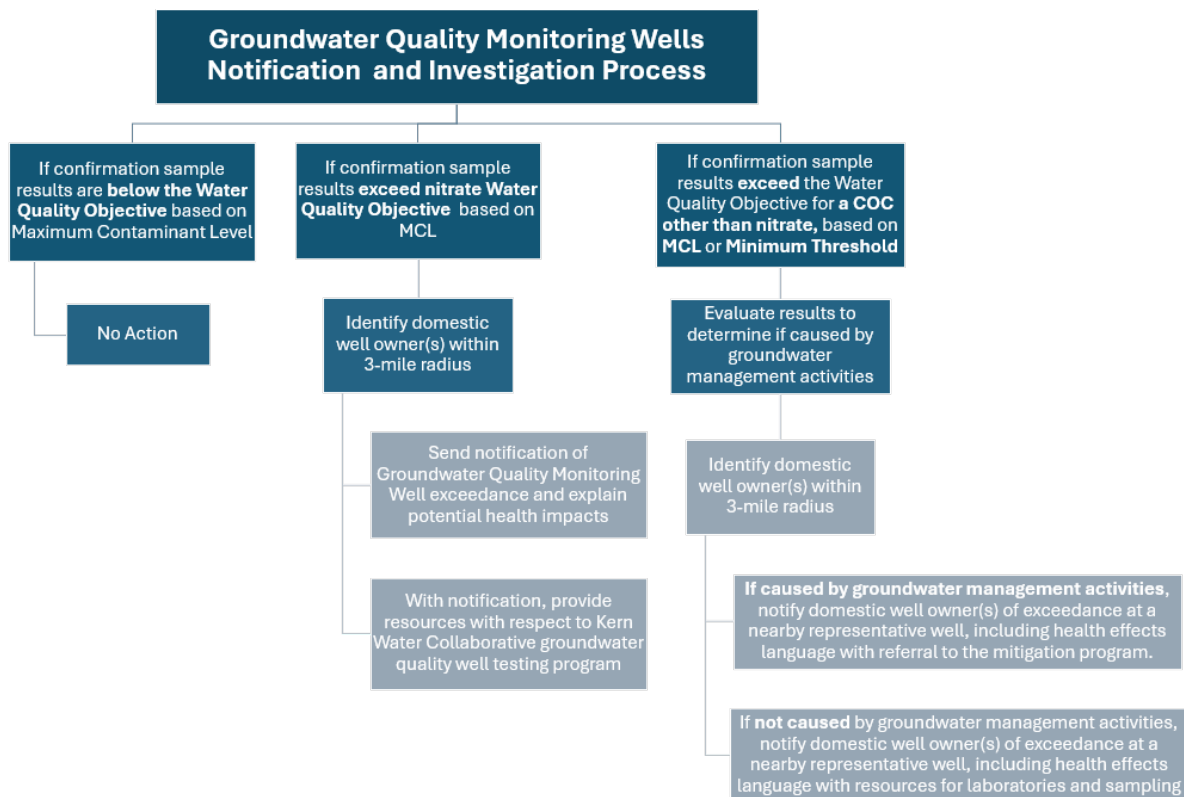 Groundwater Quality Monitoring Wells
Notification and Investigation Process
If confirmation sample
results are below the Water
Quality Objective based on
Maximum Contaminant Level
No Action
If confirmation sample
results exceed nitrate Water
Quality Objective based on
MCL
Identify domestic
well owner(s) within
3-mile radius
Send notification of
Groundwater Quality Monitoring
Well exceedance and explain
potential health impacts
With notification, provide
resources with respect to Kern
Water Collaborative groundwater
quality well testing program
If confirmation sample
results exceed the Water
Quality Objective for a COC
other than nitrate, based on
MCL or Minimum Threshold
Evaluate results to
determine if caused by
groundwater
management activities
Identify domestic
well owner(s) within
3-mile radius
If caused by groundwater management activities,
notify domestic well owner(s) of exceedance at a
nearby representative well, including health effects
language with referral to the mitigation program.
If not caused by groundwater management activities,
notify domestic well owner(s) of exceedance at a
nearby representative well, including health effects
language with resources for laboratories and sampling